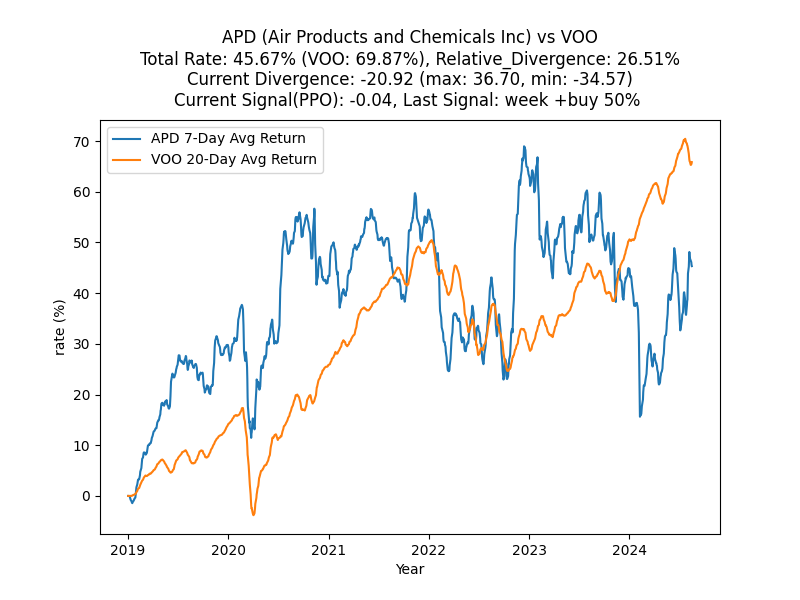 APD (Air Products and Chemicals Inc) vs VOO
Total Rate: 45.67% (VOO: 69.87%), Relative_Divergence: 26.51%
Current Divergence: -20.92 (max: 36.70, min: -34.57)
Current Signal(PPO): -0.04, Last Signal: week +buy 50%
APD 7-Day Avg Return
VOO 20-Day Avg Return
70
60
50
40
30
20
10
0
rate (%)
2019 2020 2021 2022 2023 2024
Year